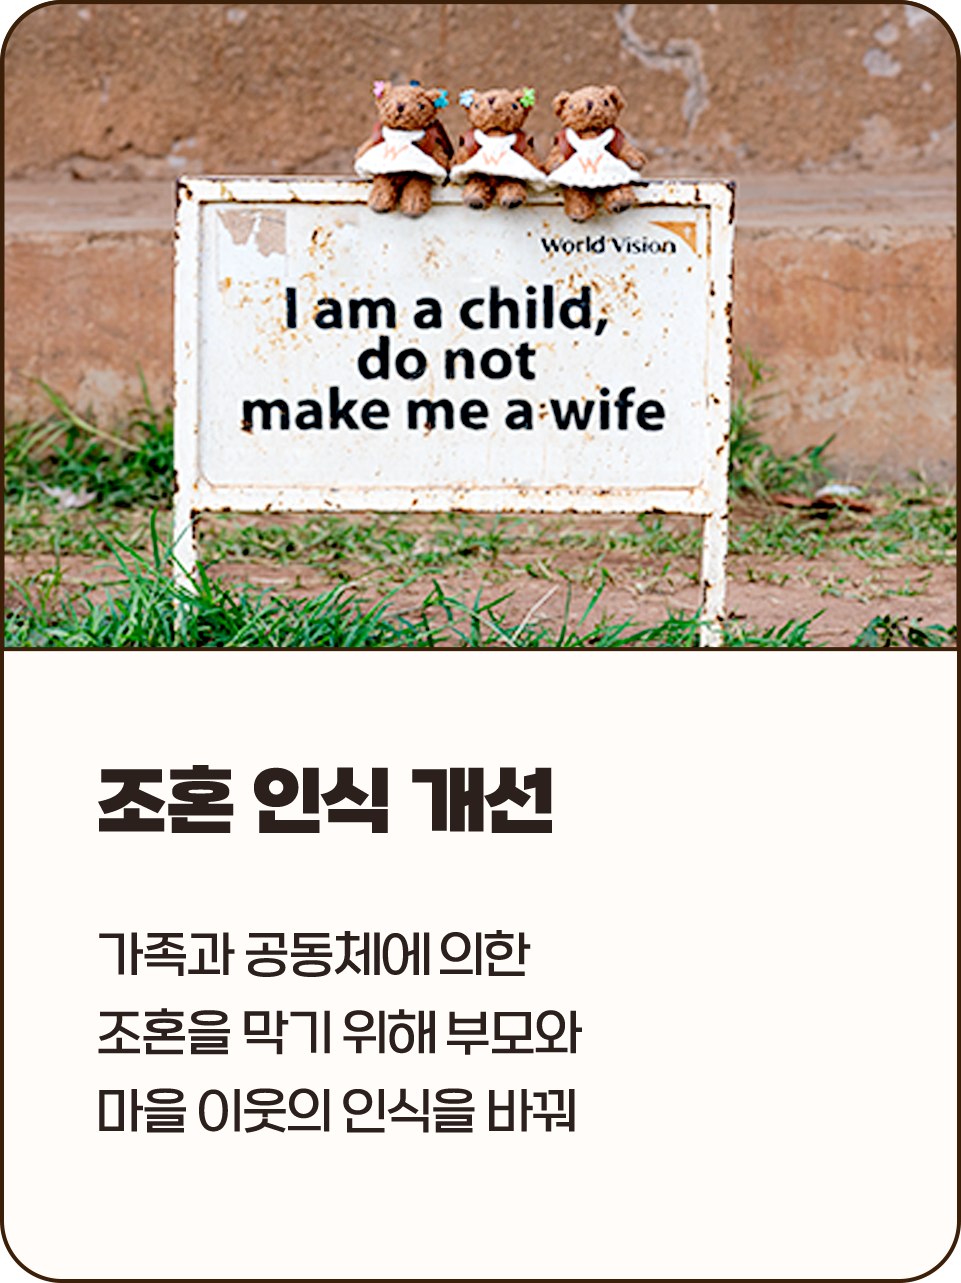 W W W
World Vision
I am a child,
do not
make me a wife
조혼 인식 개선
가족과 공동체에 의한
조혼을 막기 위해 부모와
마을 이웃의 인식을 바꿔